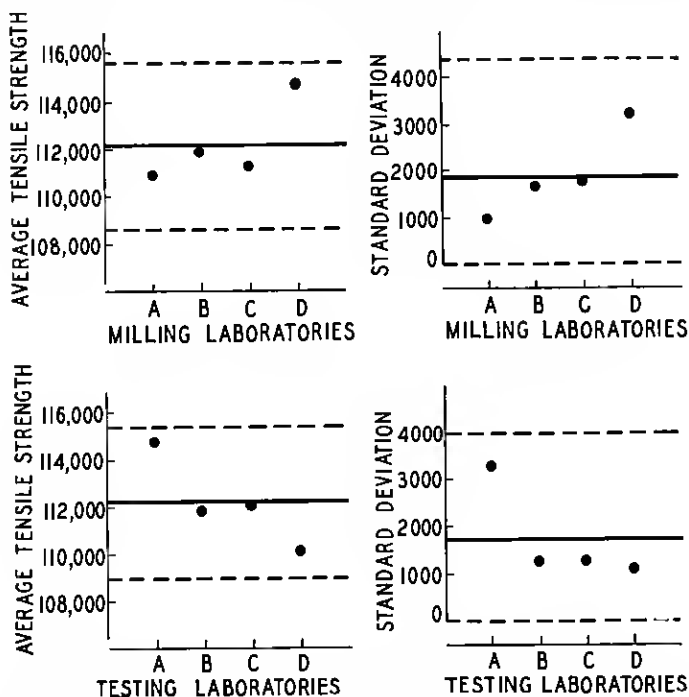 AVERAGE TENSILE STRENGTH
116,000
114,000
112,000
110,000
108,000
A B C D
MILLING LABORATORIES
STANDARD DEVIATION
4000
3000
2000
1000
0
A B C D
MILLING LABORATORIES
AVERAGE TENSILE STRENGTH
116,000
114,000
112,000
110,000
108,000
A B C D
TESTING LABORATORIES
STANDARD DEVIATION
4000
3000
2000
1000
0
A B C D
TESTING LABORATORIES